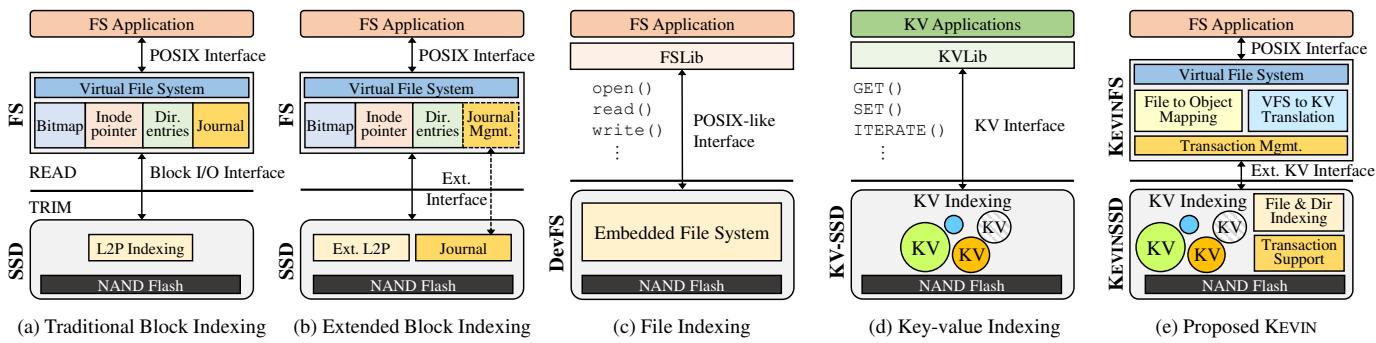 FS Application
POSIX Interface
FS
Virtual File System
Bitmap
Inode
pointer
Dir.
entries
Journal
READ
Block I/O Interface
TRIM
SSD
L2P Indexing
NAND Flash
(a) Traditional Block Indexing
FS Application
POSIX Interface
FS
Virtual File System
Bitmap
Inode
pointer
Dir.
entries
Journal
Mgmt.
Ext.
Interface
SSD
Ext. L2P
Journal
NAND Flash
(b) Extended Block Indexing
FS Application
FSLib
open()
read()
write()
⋮
POSIX-like
Interface
DevFS
Embedded File System
(c) File Indexing
KV Applications
KVLib
GET()
SET()
ITERATE()
⋮
KV Interface
KV-SSD
KV Indexing
KV
KV
KV
NAND Flash
(d) Key-value Indexing
FS Application
POSIX Interface
KEVINFS
Virtual File System
File to Object
Mapping
VFS to KV
Translation
Transaction Mgmt.
Ext. KV Interface
KEVINSSD
KV Indexing
KV
KV
KV
File & Dir
Indexing
Transaction
Support
NAND Flash
(e) Proposed KEVIN